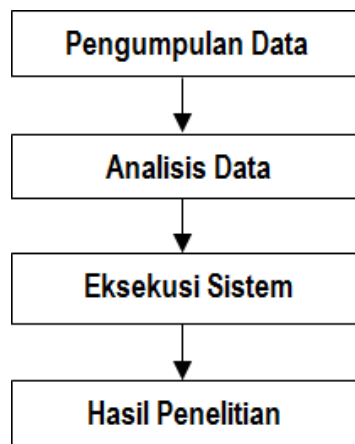 Pengumpulan Data
Analisis Data
Eksekusi Sistem
Hasil Penelitian